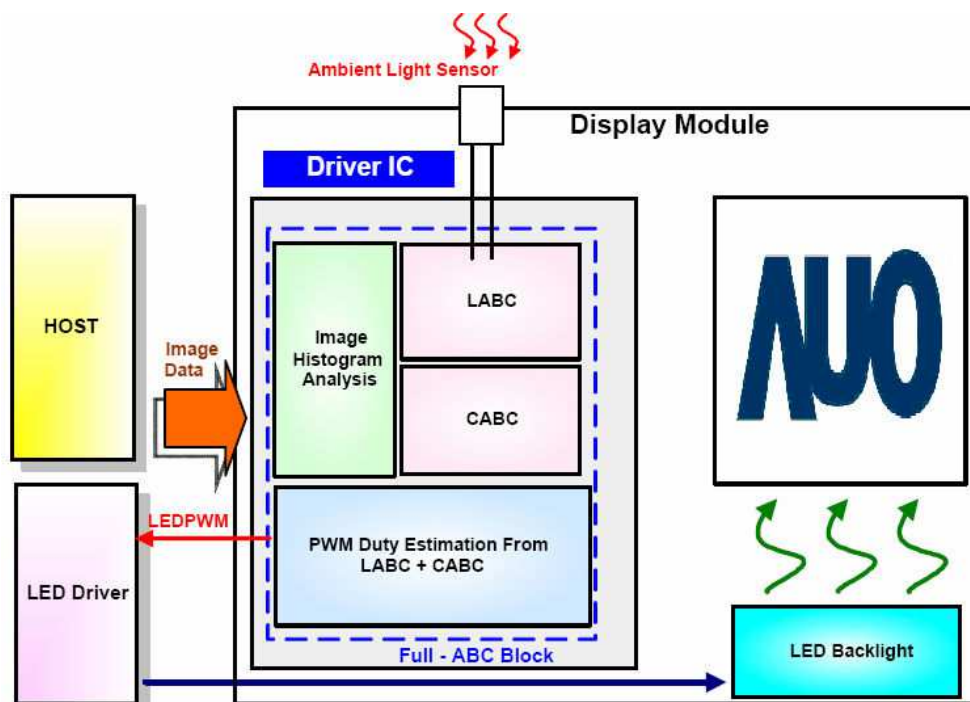 Ambient Light Sensor
Display Module
Driver IC
HOST
Image
Data
Image
Histogram
Analysis
LABC
CABC
AUO
LEDPWM
PWM Duty Estimation From
LABC + CABC
LED Driver
Full - ABC Block
LED Backlight